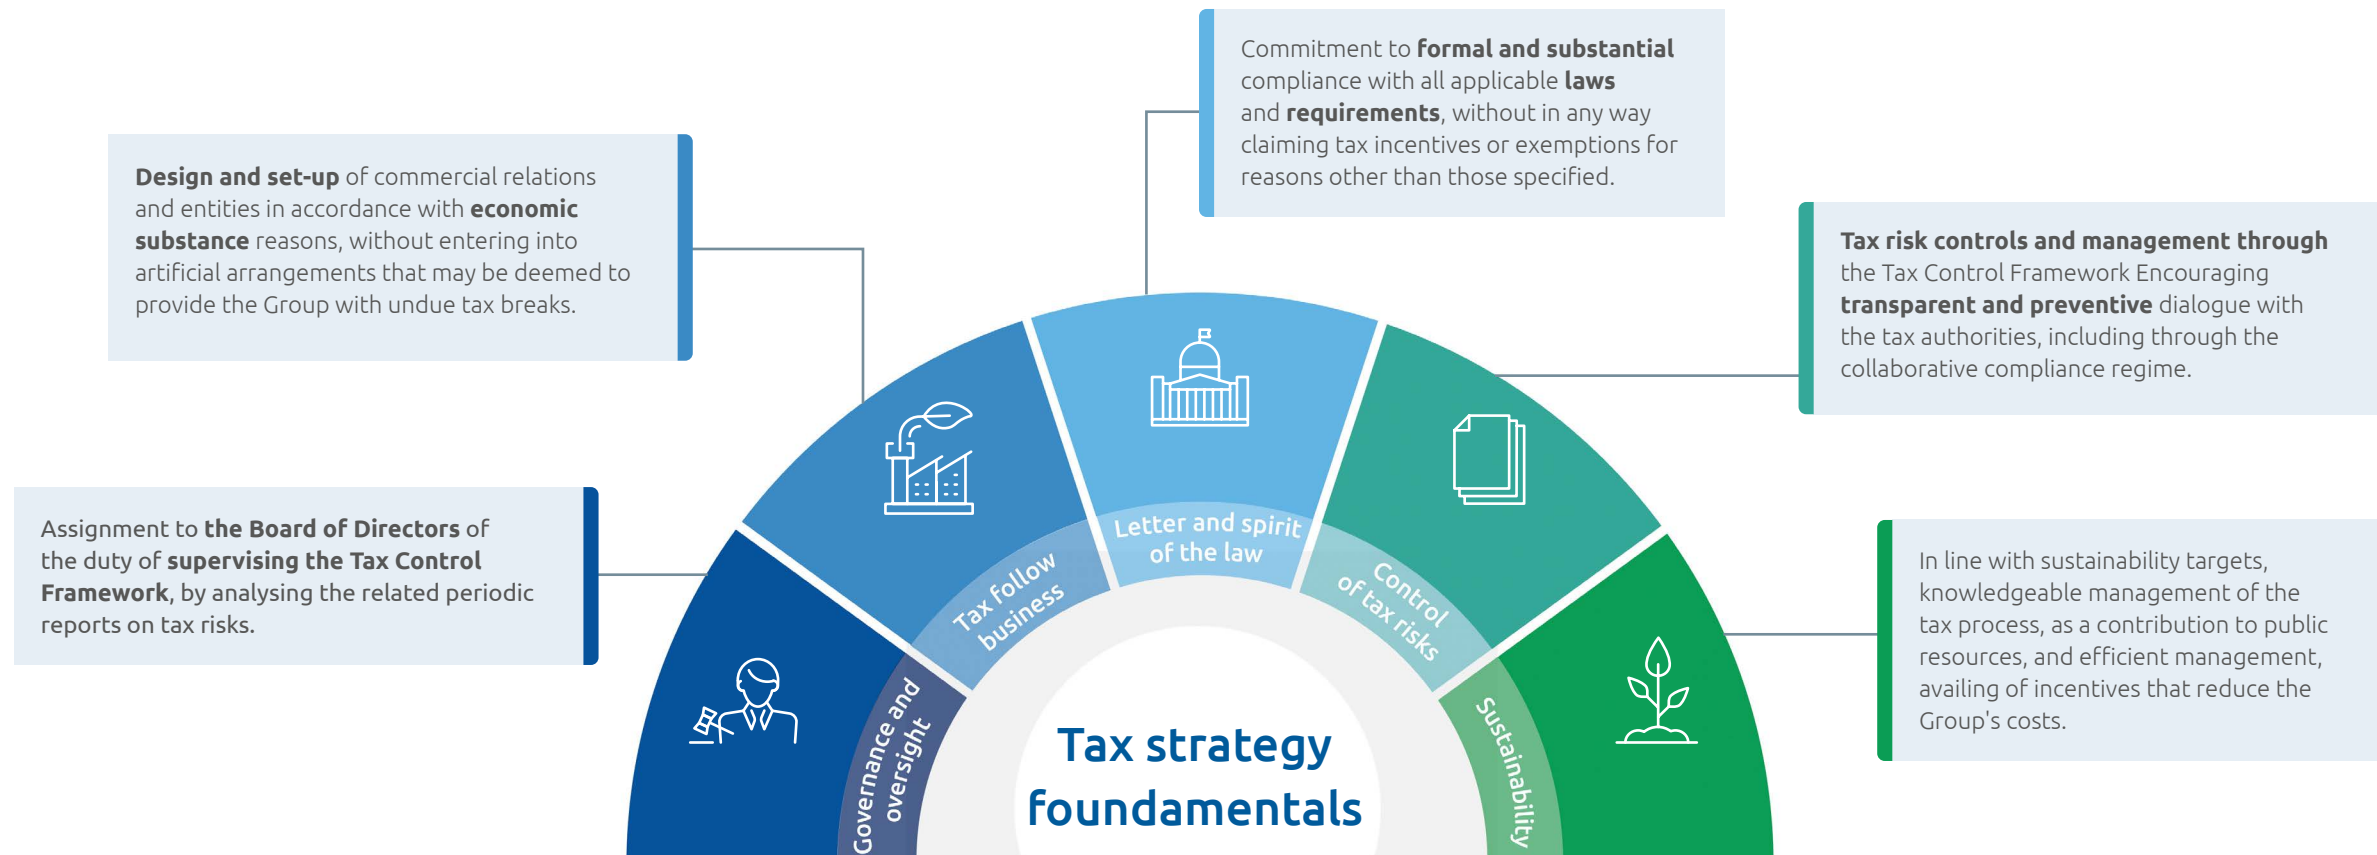 Commitment to formal and substantial
compliance with all applicable laws
and requirements, without in any way
claiming tax incentives or exemptions for
reasons other than those specified.
Design and set-up of commercial relations
and entities in accordance with economic
substance reasons, without entering into
artificial arrangements that may be deemed to
provide the Group with undue tax breaks.
Tax risk controls and management through
the Tax Control Framework Encouraging
transparent and preventive dialogue with
the tax authorities, including through the
collaborative compliance regime.
Assignment to the Board of Directors of
the duty of supervising the Tax Control
Framework, by analysing the related periodic
reports on tax risks.
In line with sustainability targets,
knowledgeable management of the
tax process, as a contribution to public
resources, and efficient management,
availing of incentives that reduce the
Group's costs.
Governance and
oversight
Tax follow
business
Letter and spirit
of the law
Control
of tax risks
Sustainability
Tax strategy
foundamentals